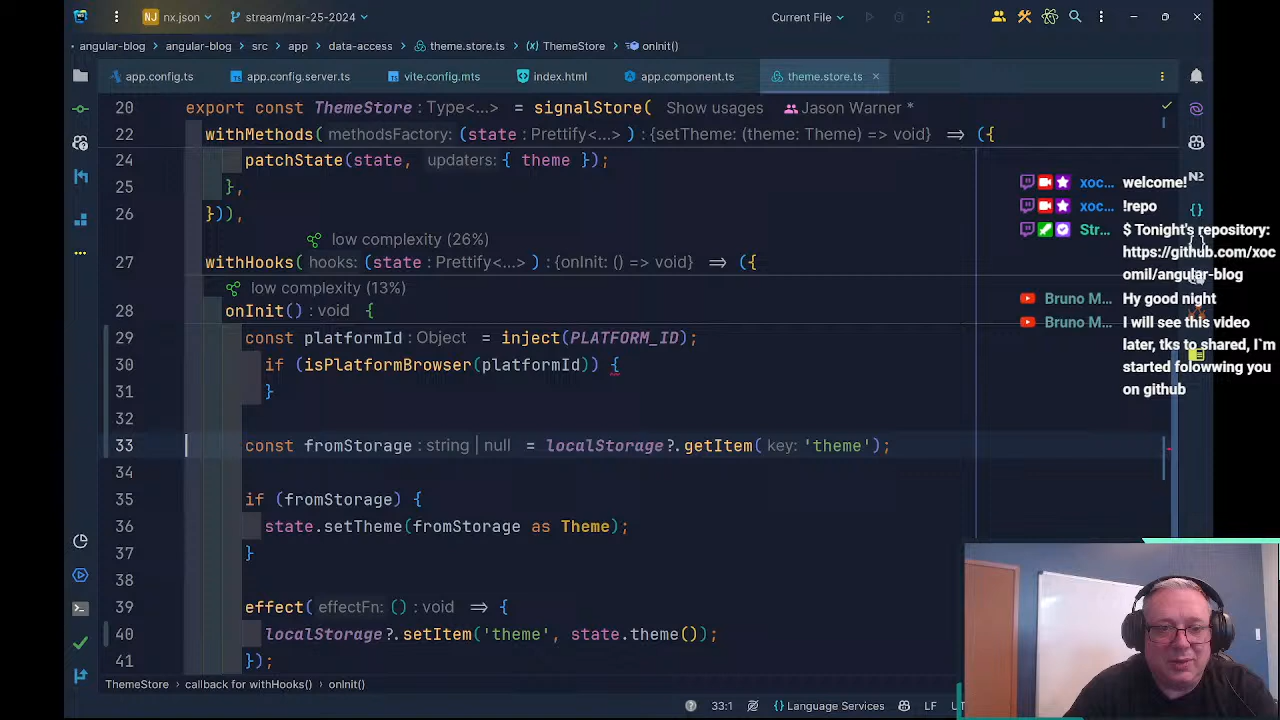 NJ nx.json
stream/mar-25-2024
Current File
angular-blog
angular-blog
src
app
data-access
theme.store.ts
ThemeStore
onInit()
app.config.ts
app.config.server.ts
vite.config.mts
index.html
app.component.ts
theme.store.ts
20 export const ThemeStore : Type<...> = signalStore( Show usages Jason Warner *
22 withMethods( methodsFactory: (state : Prettify<...> ) : {setTheme: (theme: Theme) => void} => ({
24 patchState(state, updaters: { theme });
25 },
26 })),
low complexity (26%)
27 withHooks( hooks: (state : Prettify<...> ) : {onInit: () => void} => ({
low complexity (13%)
28 onInit() : void {
29 const platformId : Object = inject(PLATFORM_ID);
30 if (isPlatformBrowser(platformId)) {
31 }
32
33 const fromStorage : string | null = localStorage?.getItem( key: 'theme');
34
35 if (fromStorage) {
36 state.setTheme(fromStorage as Theme);
37 }
38
39 effect( effectFn: () : void => {
40 localStorage?.setItem('theme', state.theme());
41 });
ThemeStore
callback for withHooks()
onInit()
33:1
Language Services
LF
xoc... welcome!
xoc... !repo
Str... $ Tonight's repository:
https://github.com/xoc
omil/angular-blog
Bruno M... Hy good night
Bruno M... I will see this video
later, tks to shared, I`m
started folowwing you
on github